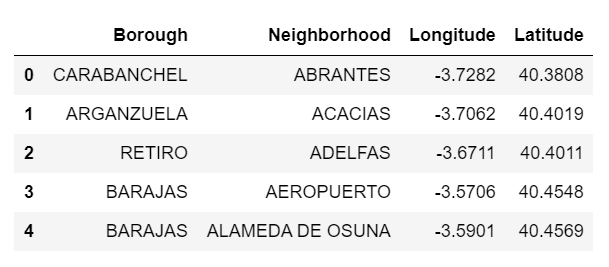 Borough Neighborhood Longitude Latitude
0 CARABANCHEL ABRANTES -3.7282 40.3808
1 ARGANZUELA ACACIAS -3.7062 40.4019
2 RETIRO ADELFAS -3.6711 40.4011
3 BARAJAS AEROPUERTO -3.5706 40.4548
4 BARAJAS ALAMEDA DE OSUNA -3.5901 40.4569